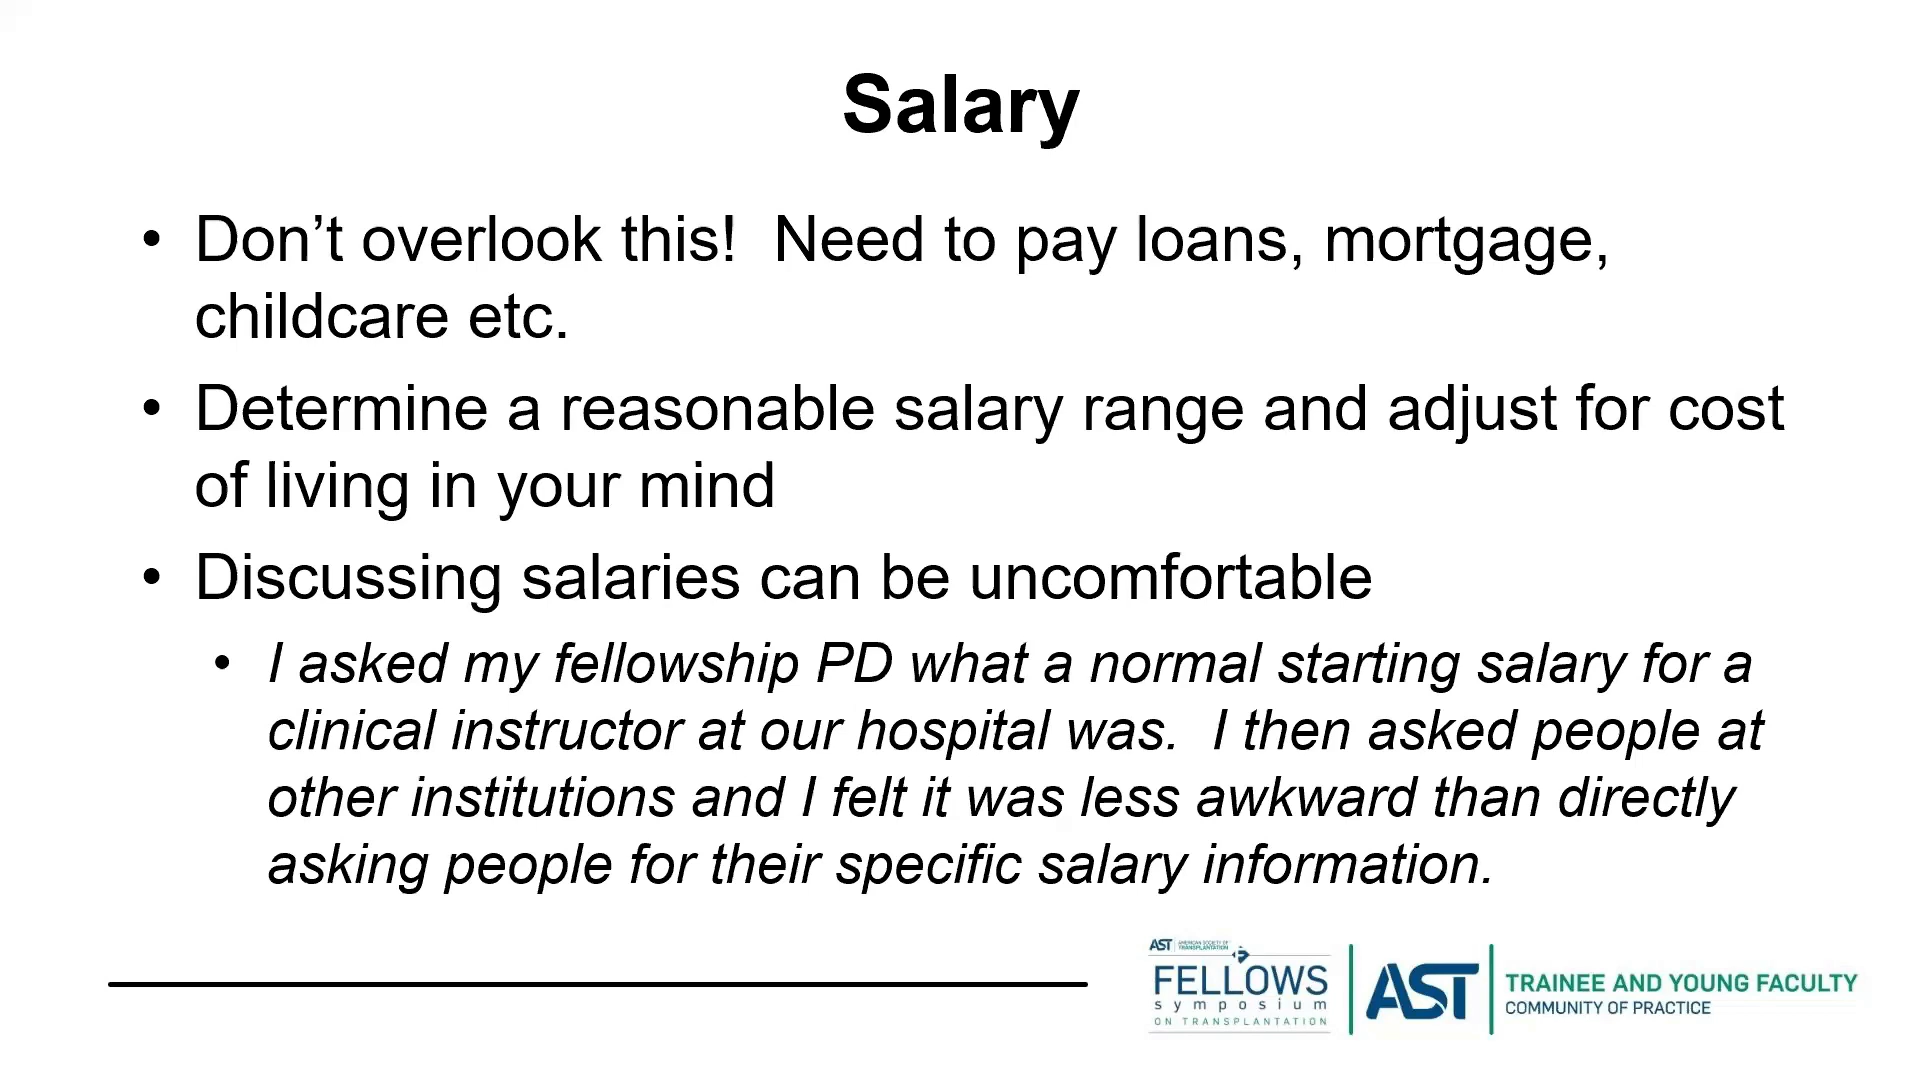 Salary
• Don’t overlook this!  Need to pay loans, mortgage,
childcare etc.
• Determine a reasonable salary range and adjust for cost
of living in your mind
• Discussing salaries can be uncomfortable
• I asked my fellowship PD what a normal starting salary for a
clinical instructor at our hospital was.  I then asked people at
other institutions and I felt it was less awkward than directly
asking people for their specific salary information.
AST AMERICAN SOCIETY OF
TRANSPLANTATION
FELLOWS
symposium
ON TRANSPLANTATION
AST
TRAINEE AND YOUNG FACULTY
COMMUNITY OF PRACTICE